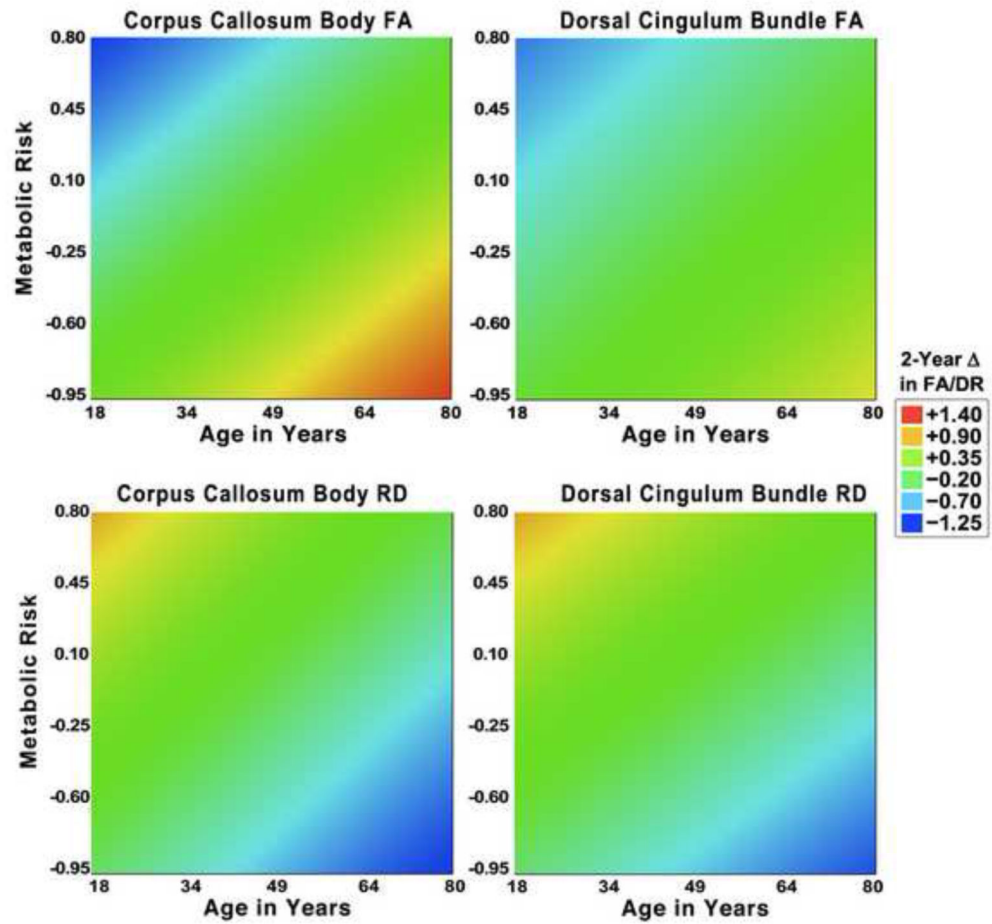 Corpus Callosum Body FA
Dorsal Cingulum Bundle FA
Metabolic Risk
0.80
0.45
0.10
-0.25
-0.60
-0.95
18 34 49 64 80
Age in Years
0.80
0.45
0.10
-0.25
-0.60
-0.95
18 34 49 64 80
Age in Years
2-Year Δ
in FA/DR
+1.40
+0.90
+0.35
−0.20
−0.70
−1.25
Corpus Callosum Body RD
Dorsal Cingulum Bundle RD
Metabolic Risk
0.80
0.45
0.10
-0.25
-0.60
-0.95
18 34 49 64 80
Age in Years
0.80
0.45
0.10
-0.25
-0.60
-0.95
18 34 49 64 80
Age in Years